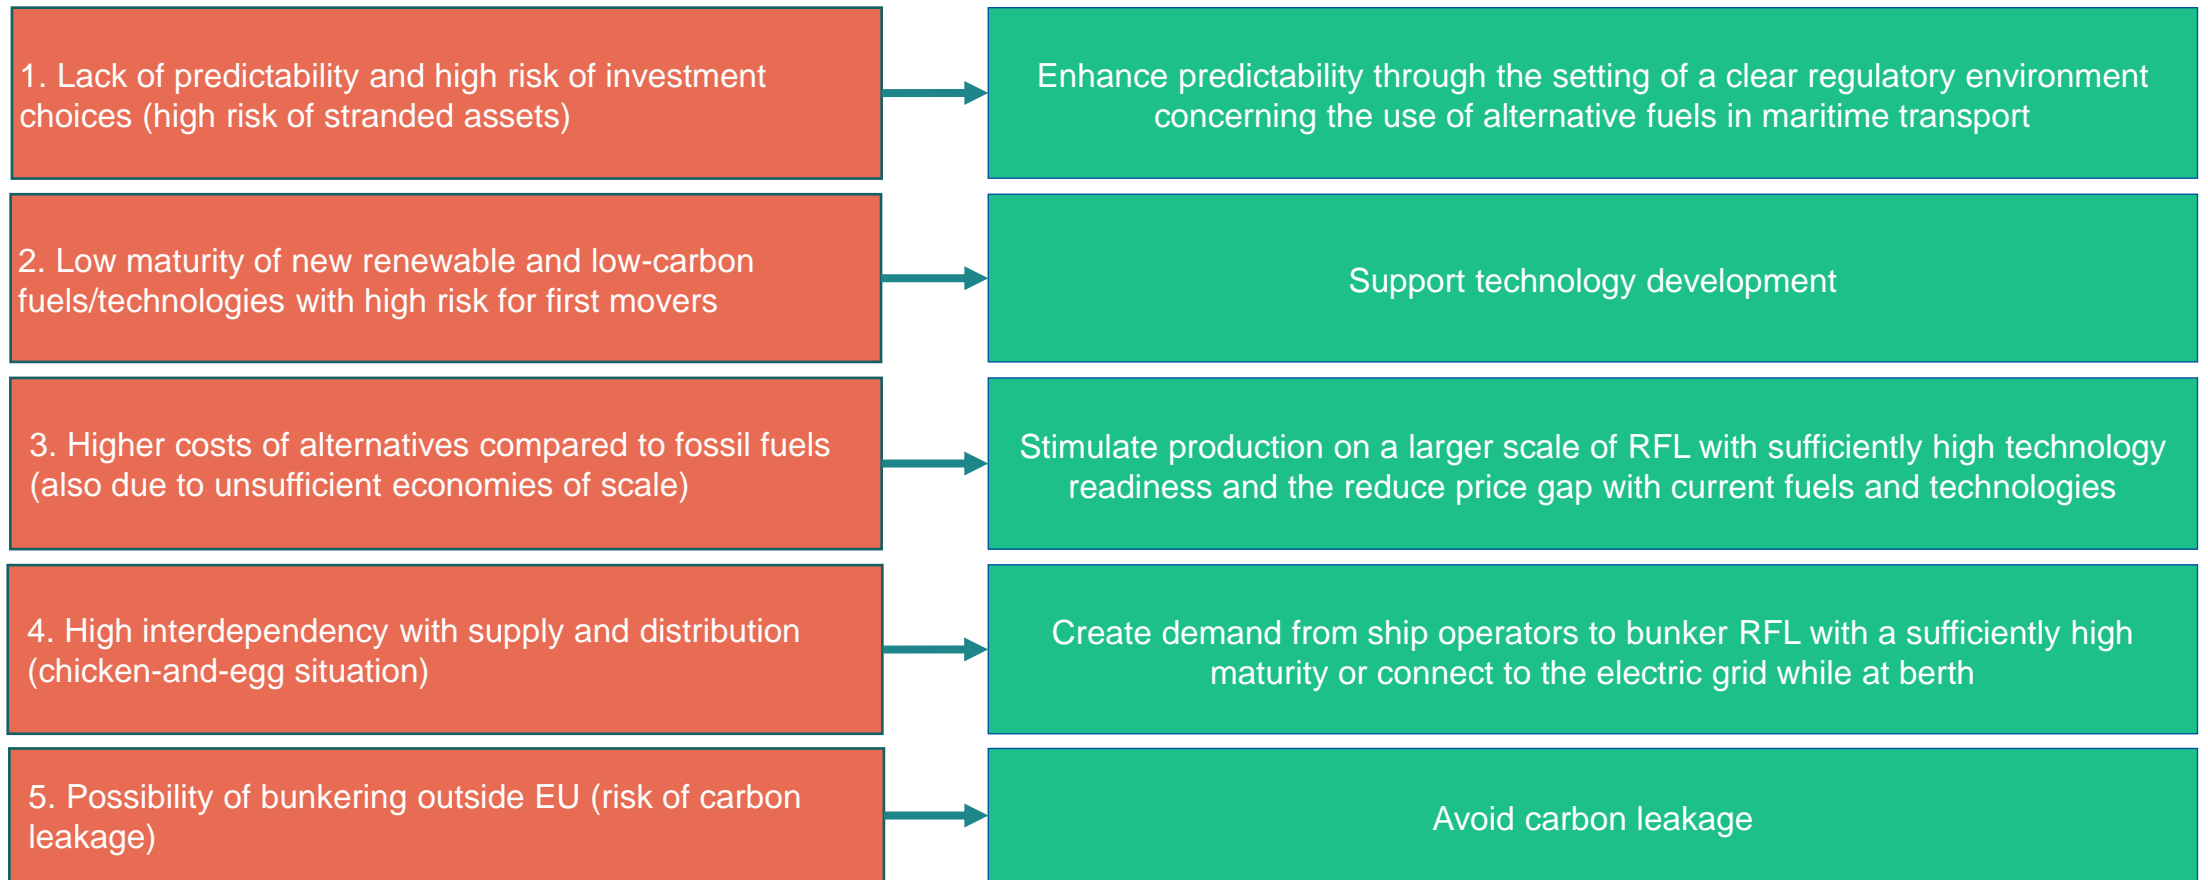 1. Lack of predictability and high risk of investment
choices (high risk of stranded assets)
Enhance predictability through the setting of a clear regulatory environment
concerning the use of alternative fuels in maritime transport
2. Low maturity of new renewable and low-carbon
fuels/technologies with high risk for first movers
Support technology development
3. Higher costs of alternatives compared to fossil fuels
(also due to unsufficient economies of scale)
Stimulate production on a larger scale of RFL with sufficiently high technology
readiness and the reduce price gap with current fuels and technologies
4. High interdependency with supply and distribution
(chicken-and-egg situation)
Create demand from ship operators to bunker RFL with a sufficiently high
maturity or connect to the electric grid while at berth
5. Possibility of bunkering outside EU (risk of carbon
leakage)
Avoid carbon leakage